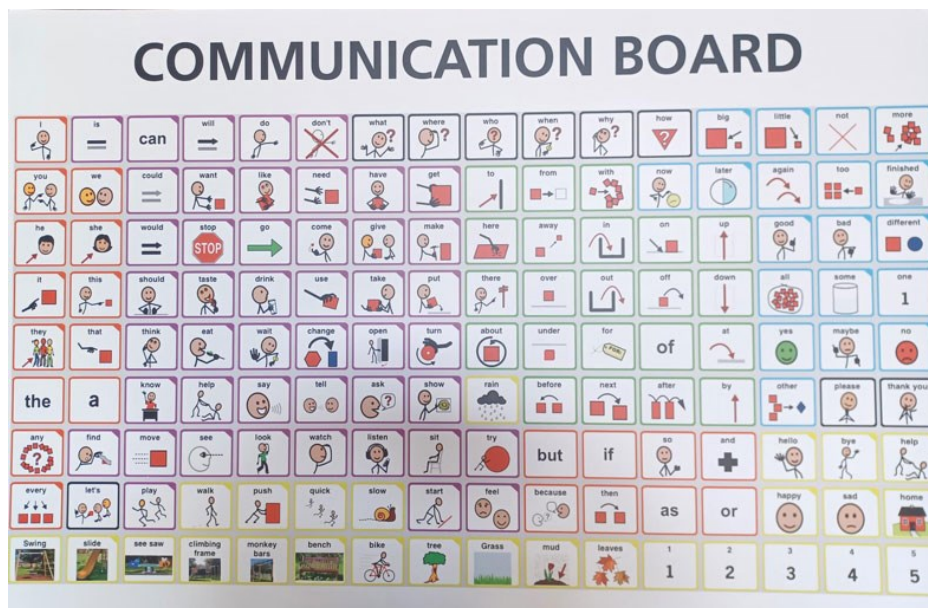 COMMUNICATION BOARD
I is can will do don't what where who when why how big little not more
you we could want like need have get to from with now later again too finished
he she would stop STOP go come give make here away in on up good bad different
it this should taste drink use take put there over out off down all some one 1
they that think eat wait change open turn about under for FOR: of at yes maybe no
the a know help say tell ask show rain before next after by other please thank you
any find move see look watch listen sit try but if so and hello bye help
every let's play walk push quick slow start feel because then as or happy sad home
Swing slide see saw climbing frame monkey bars bench bike tree Grass mud leaves 1 1 2 2 3 3 4 4 5 5